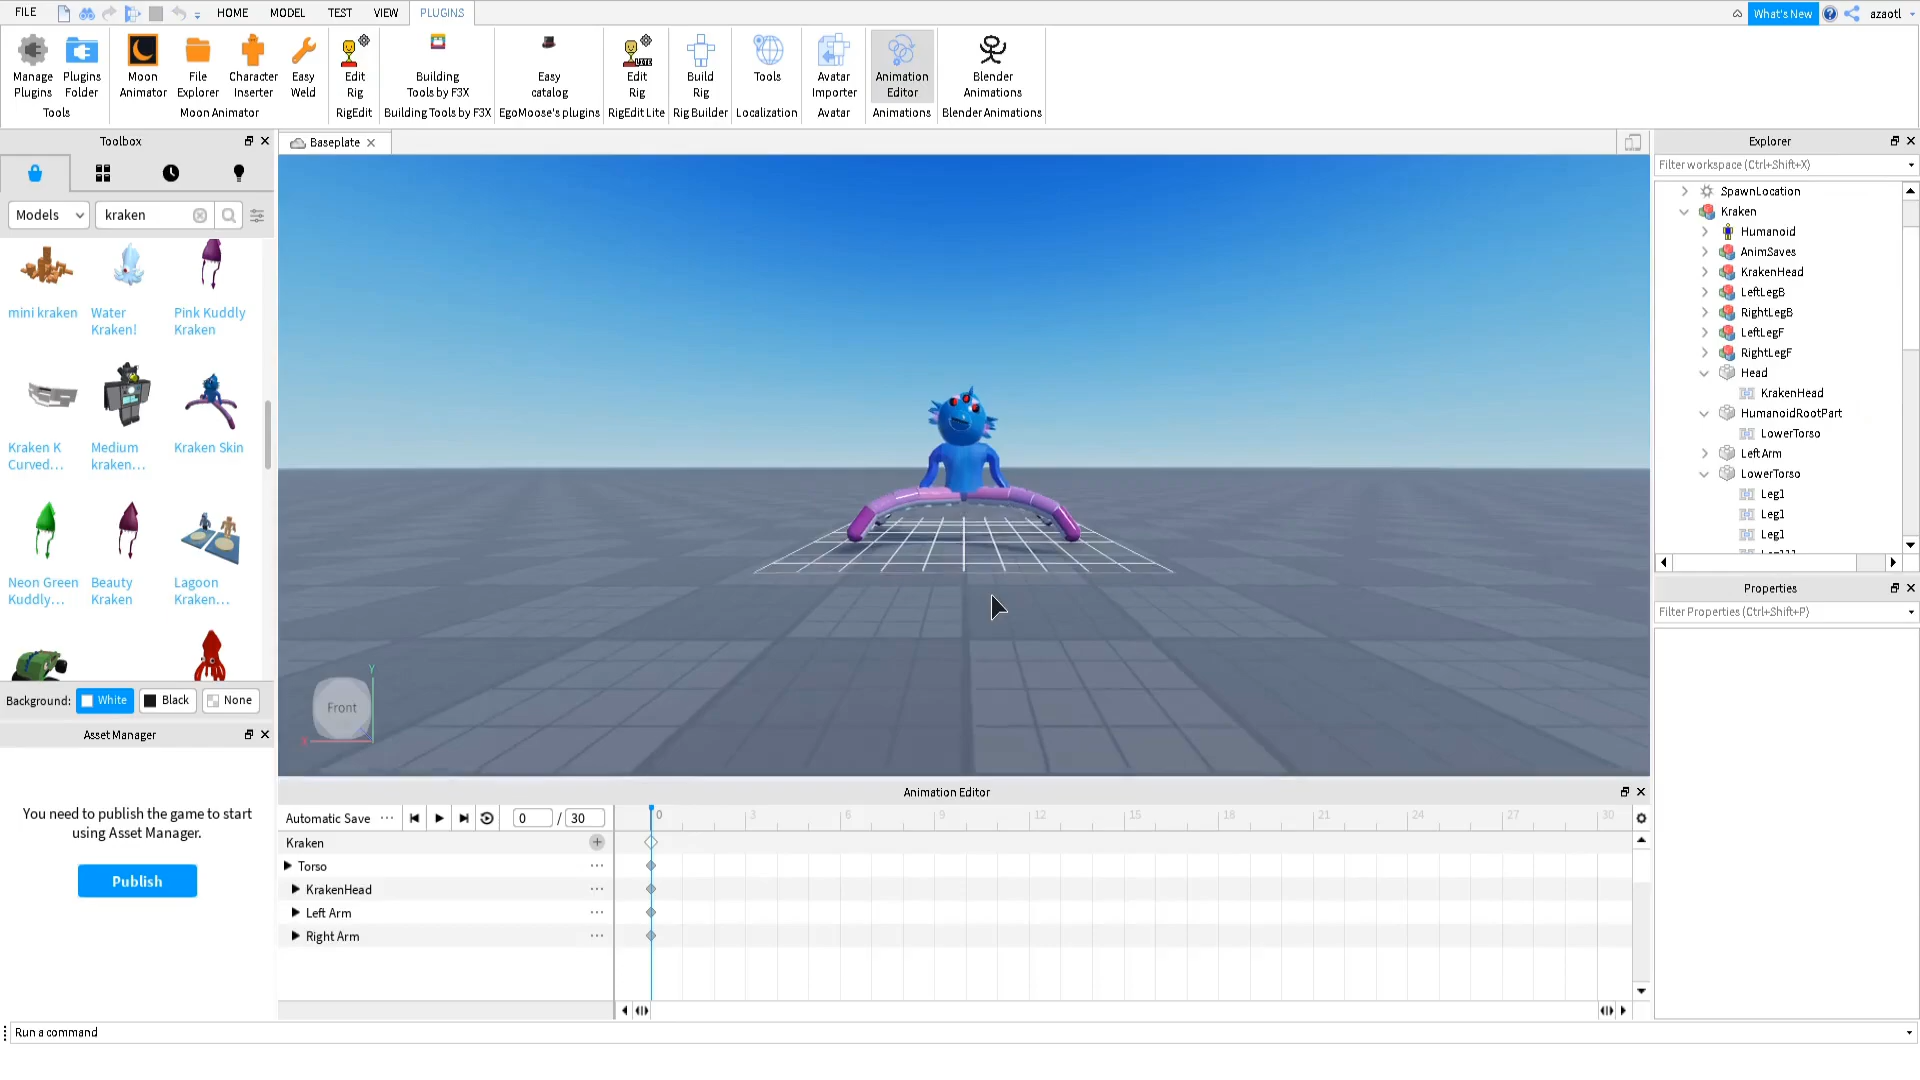 FILE
HOME
MODEL
TEST
VIEW
PLUGINS
What's New
azaotl
Manage Plugins
Plugins Folder
Tools
Moon Animator
File Explorer
Character Inserter
Easy Weld
Moon Animator
Edit Rig
RigEdit
Building Tools by F3X
Building Tools by F3X
Easy catalog
EgoMoose's plugins
Edit Rig
RigEdit Lite
Build Rig
Rig Builder
Tools
Localization
Avatar Importer
Avatar
Animation Editor
Animations
Blender Animations
Blender Animations
Toolbox
Baseplate
Explorer
Filter workspace (Ctrl+Shift+X)
Models
kraken
mini kraken
Water Kraken!
Pink Kuddly Kraken
Kraken K Curved...
Medium kraken...
Kraken Skin
Neon Green Kuddly...
Beauty Kraken
Lagoon Kraken...
Background:
White
Black
None
Asset Manager
You need to publish the game to start
using Asset Manager.
Publish
Front
Y
X
SpawnLocation
Kraken
Humanoid
AnimSaves
KrakenHead
LeftLegB
RightLegB
LeftLegF
RightLegF
Head
KrakenHead
HumanoidRootPart
LowerTorso
LeftArm
LowerTorso
Leg1
Leg1
Leg1
Properties
Filter Properties (Ctrl+Shift+P)
Animation Editor
Automatic Save
0 / 30
0 3 6 9 12 15 18 21 24 27 30
Kraken
Torso
KrakenHead
Left Arm
Right Arm
Run a command